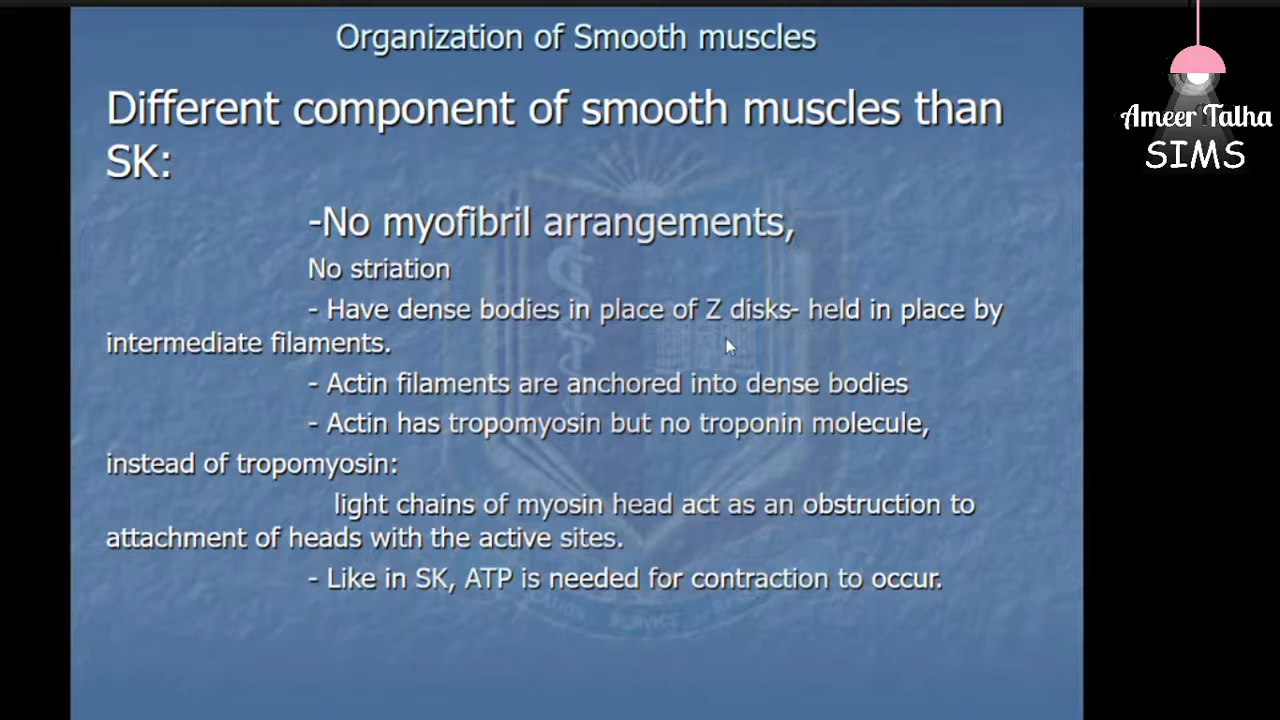 Organization of Smooth muscles
Different component of smooth muscles than
SK:
-No myofibril arrangements,
No striation
- Have dense bodies in place of Z disks- held in place by
intermediate filaments.
- Actin filaments are anchored into dense bodies
- Actin has tropomyosin but no troponin molecule,
instead of tropomyosin:
light chains of myosin head act as an obstruction to
attachment of heads with the active sites.
- Like in SK, ATP is needed for contraction to occur.
Ameer Talha
SIMS
SERVICE